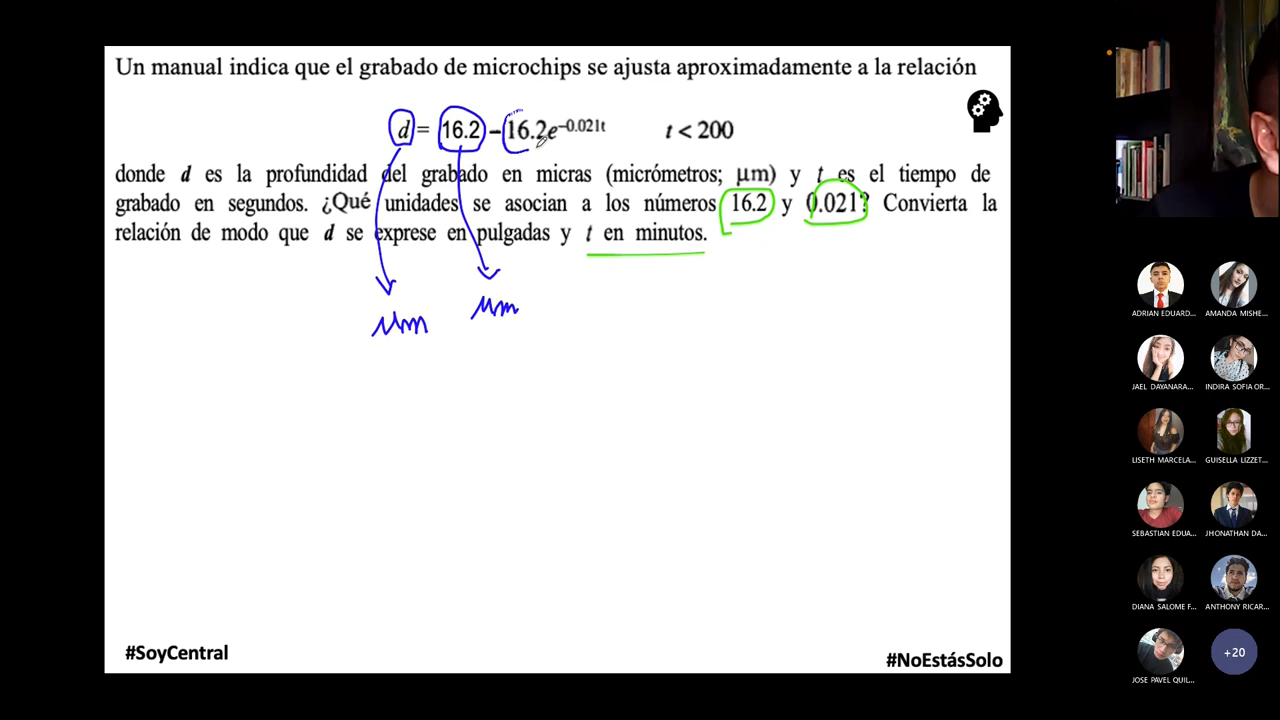 Un manual indica que el grabado de microchips se ajusta aproximadamente a la relación
d = 16.2 – 16.2e^–0.021t t < 200
donde d es la profundidad del grabado en micras (micrómetros; μm) y t es el tiempo de
grabado en segundos. ¿Qué unidades se asocian a los números 16.2 y 0.021? Convierta la
relación de modo que d se exprese en pulgadas y t en minutos.
μm
μm
#SoyCentral
#NoEstásSolo
ADRIAN EDUARD...
AMANDA MISHE...
JAEL DAYANARA...
INDIRA SOFIA OR...
LISETH MARCELA...
GUISELLA LIZZET...
SEBASTIAN EDUA...
JHONATHAN DA...
DIANA SALOME F...
ANTHONY RICAR...
JOSE PAVEL QUIL...
+20